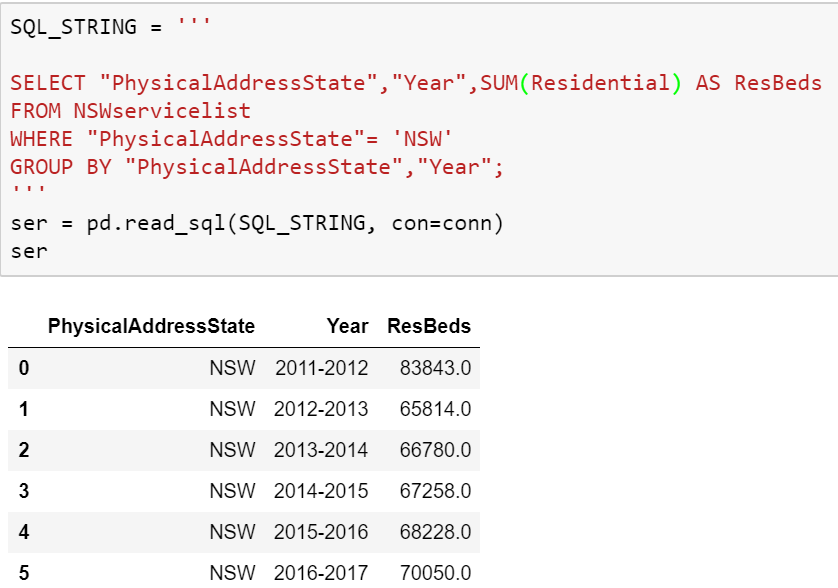 SQL_STRING = '''
SELECT "PhysicalAddressState","Year",SUM(Residential) AS ResBeds
FROM NSWservicelist
WHERE "PhysicalAddressState"= 'NSW'
GROUP BY "PhysicalAddressState","Year";
'''
ser = pd.read_sql(SQL_STRING, con=conn)
ser
PhysicalAddressState Year ResBeds
0 NSW 2011-2012 83843.0
1 NSW 2012-2013 65814.0
2 NSW 2013-2014 66780.0
3 NSW 2014-2015 67258.0
4 NSW 2015-2016 68228.0
5 NSW 2016-2017 70050.0